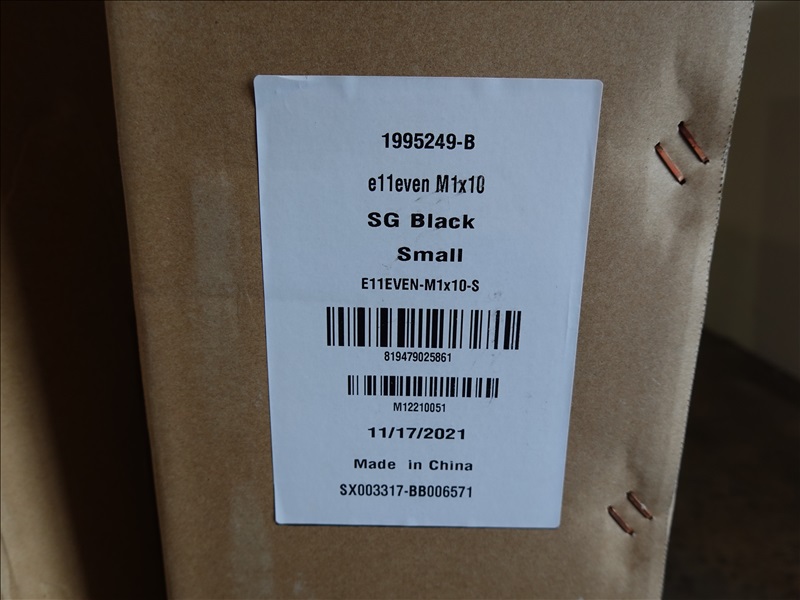 1995249-B
e11even M1x10
SG Black
Small
E11EVEN-M1x10-S
819479025861
M12210051
11/17/2021
Made in China
SX003317-BB006571